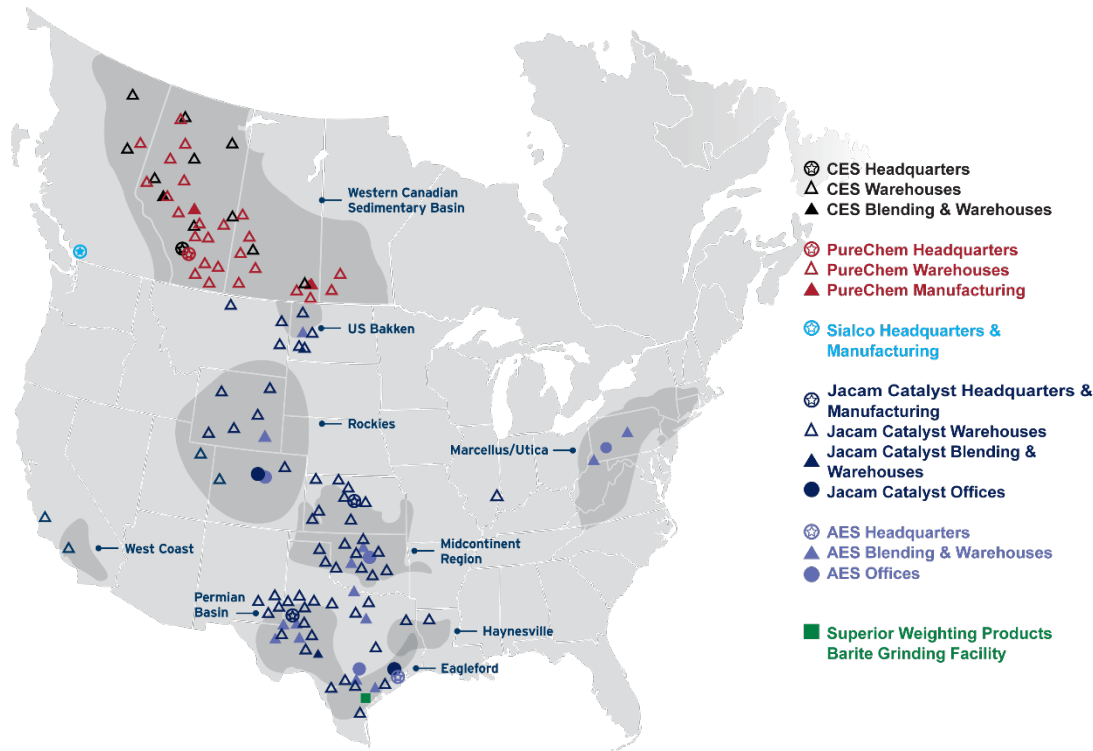 Western Canadian
Sedimentary Basin
US Bakken
Rockies
Marcellus/Utica
West Coast
Midcontinent
Region
Permian
Basin
Haynesville
Eagleford
CES Headquarters
CES Warehouses
CES Blending & Warehouses
PureChem Headquarters
PureChem Warehouses
PureChem Manufacturing
Sialco Headquarters &
Manufacturing
Jacam Catalyst Headquarters &
Manufacturing
Jacam Catalyst Warehouses
Jacam Catalyst Blending &
Warehouses
Jacam Catalyst Offices
AES Headquarters
AES Blending & Warehouses
AES Offices
Superior Weighting Products
Barite Grinding Facility